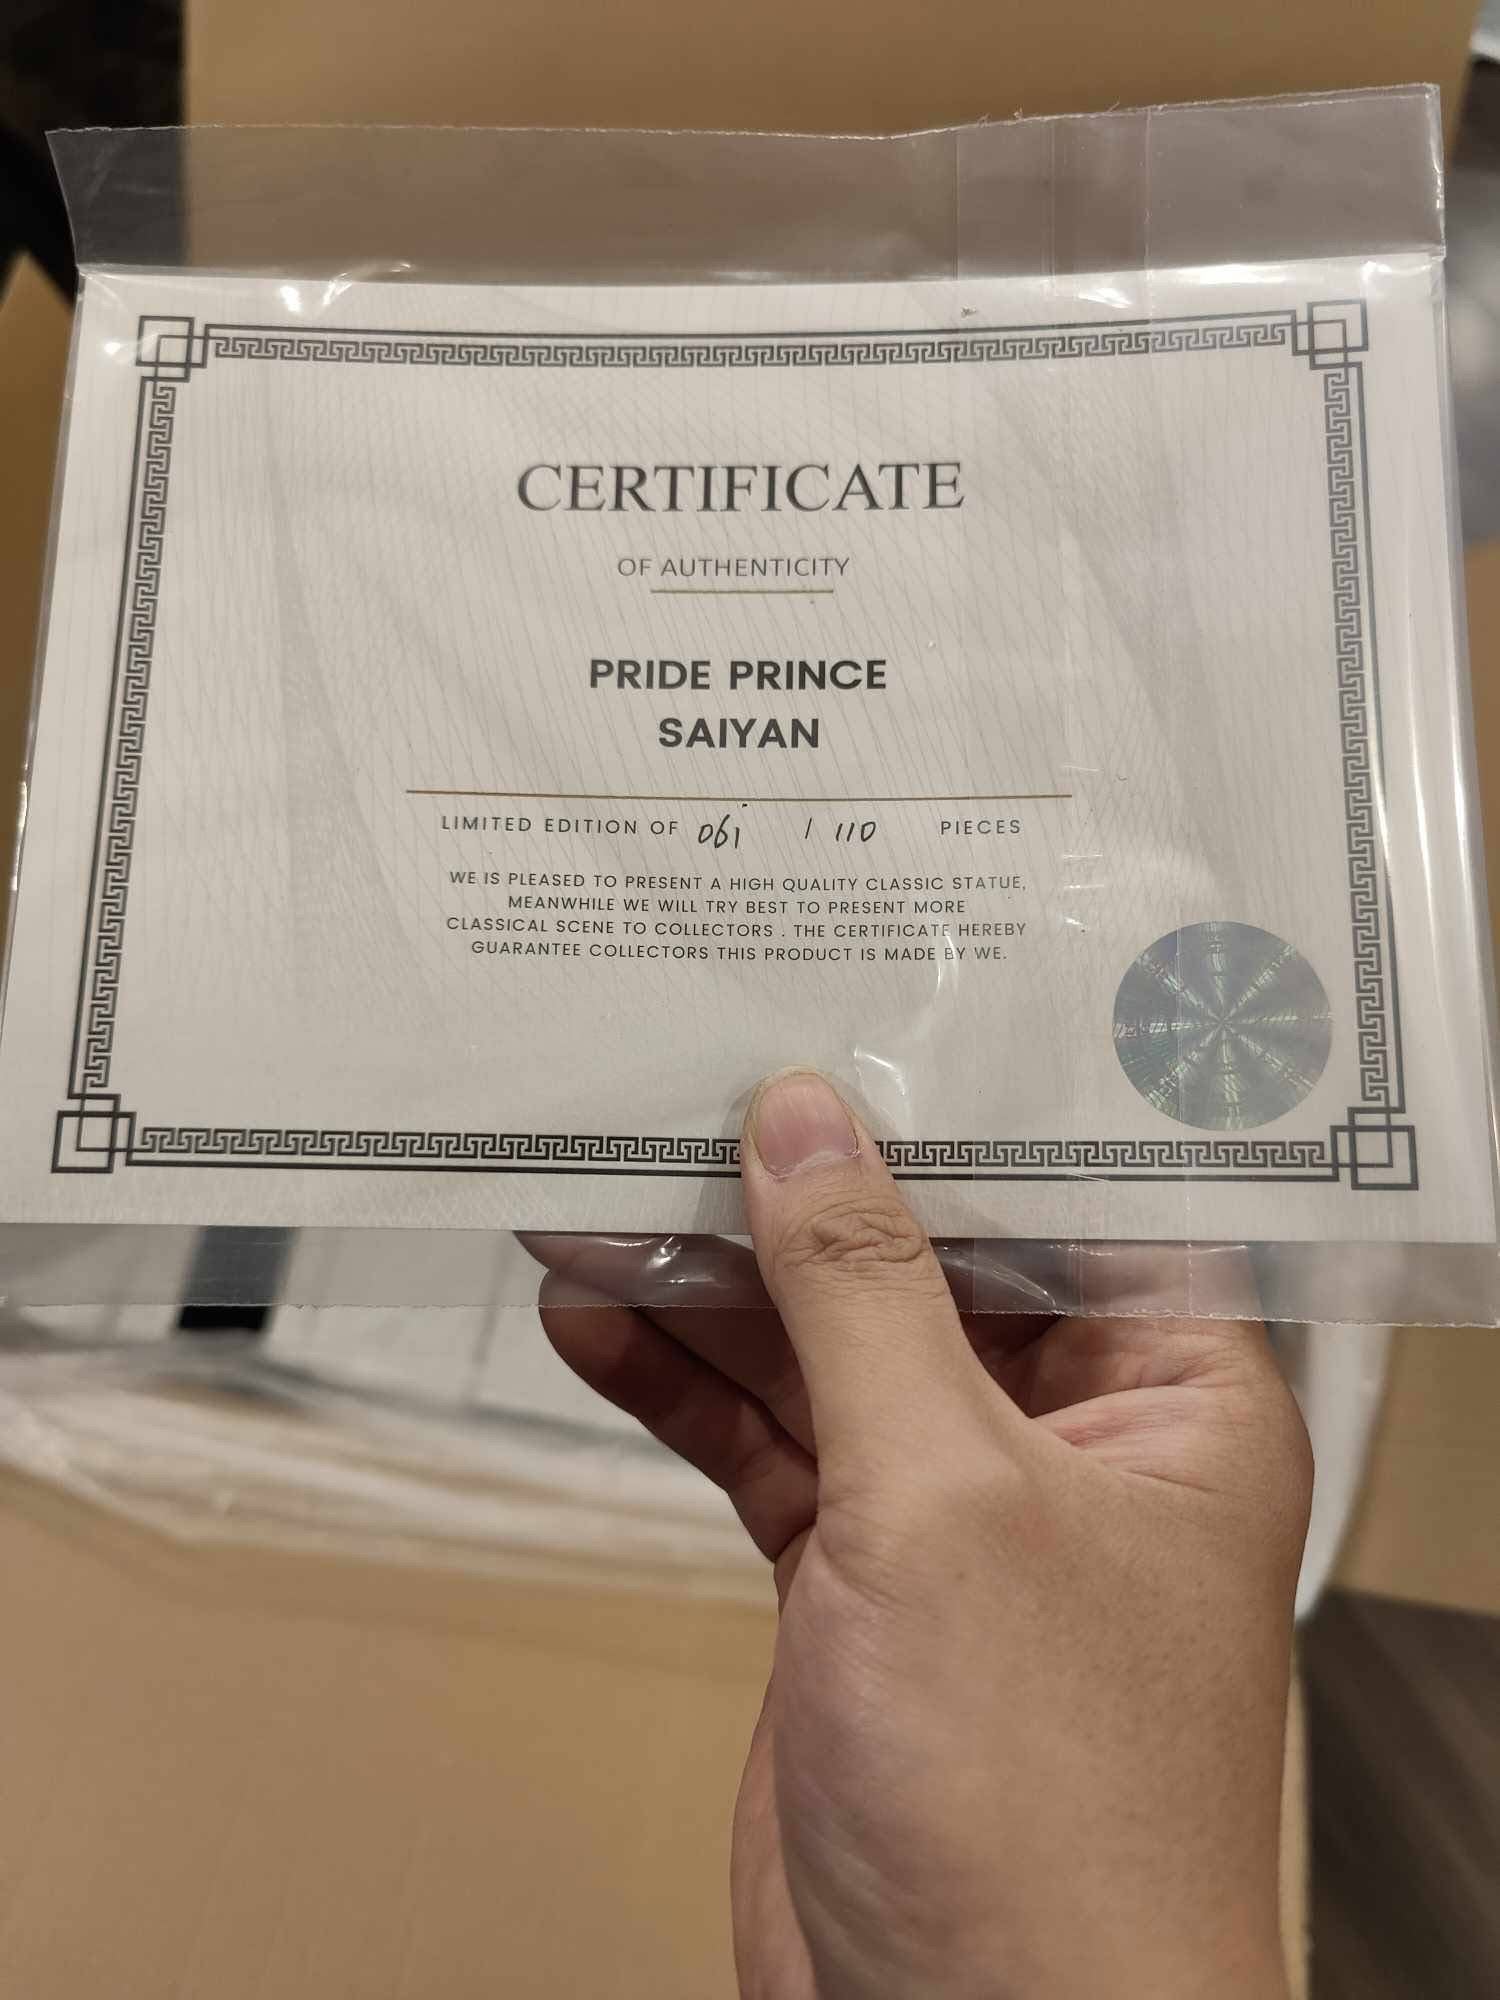 CERTIFICATE
OF AUTHENTICITY
PRIDE PRINCE
SAIYAN
LIMITED EDITION OF 061 / 110 PIECES
WE IS PLEASED TO PRESENT A HIGH QUALITY CLASSIC STATUE,
MEANWHILE WE WILL TRY BEST TO PRESENT MORE
CLASSICAL SCENE TO COLLECTORS . THE CERTIFICATE HEREBY
GUARANTEE COLLECTORS THIS PRODUCT IS MADE BY WE.